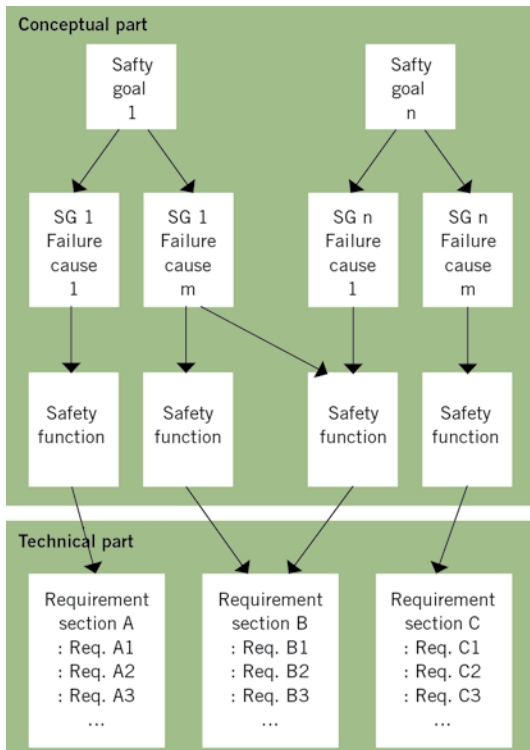 Conceptual part
Safty
goal
1
Safty
goal
n
SG 1
Failure
cause
1
SG 1
Failure
cause
m
SG n
Failure
cause
1
SG n
Failure
cause
m
Safety
function
Safety
function
Safety
function
Safety
function
Technical part
Requirement
section A
: Req. A1
: Req. A2
: Req. A3
...
Requirement
section B
: Req. B1
: Req. B2
: Req. B3
...
Requirement
section C
: Req. C1
: Req. C2
: Req. C3
...